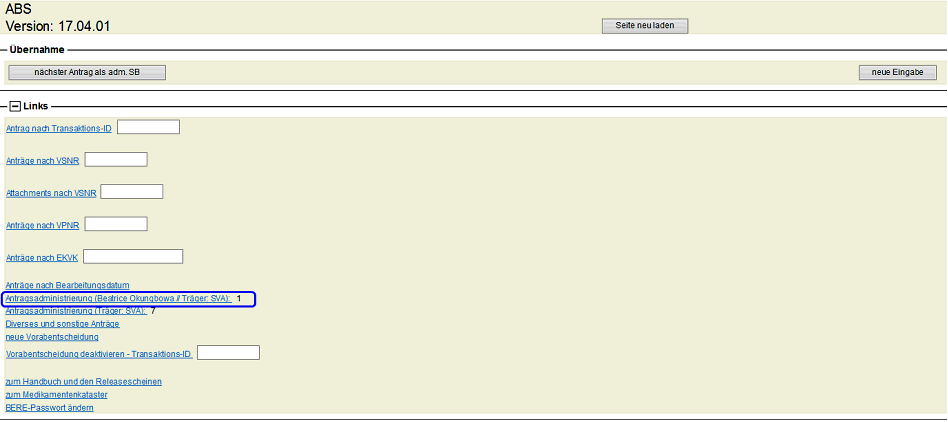 ABS
Version: 17.04.01
Seite neu laden
Übernahme
nächster Antrag als adm. SB
neue Eingabe
Links
Antrag nach Transaktions-ID
Anträge nach VSNR
Attachments nach VSNR
Anträge nach VPNR
Anträge nach EKVK
Anträge nach Bearbeitungsdatum
Antragsadministrierung (Beatrice Okungbowa // Träger: SVA): 1
Antragsadministrierung (Träger: SVA): 7
Diverses und sonstige Anträge
neue Vorabentscheidung
Vorabentscheidung deaktivieren - Transaktions-ID
zum Handbuch und den Releasescheinen
zum Medikamentenkataster
BERE-Passwort ändern